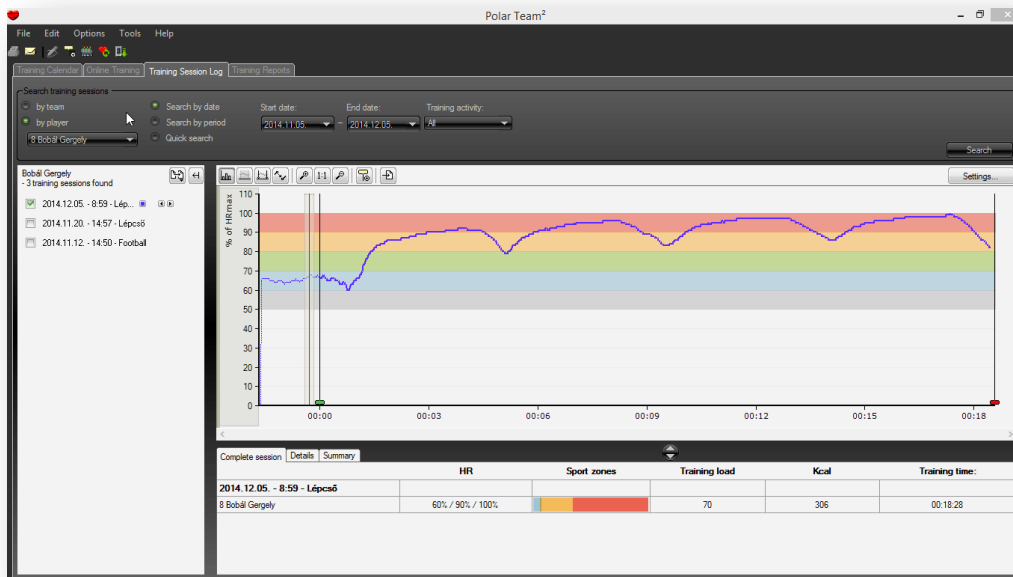 Polar Team²
File Edit Options Tools Help
Training Calendar Online Training Training Session Log Training Reports
Search training sessions
by team Search by date Start date: End date: Training activity:
by player Search by period 2014.11.05. - 2014.12.05. All
8 Bobál Gergely Quick search
Search
Bobál Gergely
- 3 training sessions found
1:1
Settings...
2014.12.05. - 8:59 - Lép...
2014.11.20. - 14:57 - Lépcső
2014.11.12. - 14:50 - Football
% of HRmax
110
100
90
80
70
60
50
40
30
20
10
0
00:00 00:03 00:06 00:09 00:12 00:15 00:18
Complete session Details Summary
HR Sport zones Training load Kcal Training time:
2014.12.05. - 8:59 - Lépcső
8 Bobál Gergely 60% / 90% / 100% 70 306 00:18:28